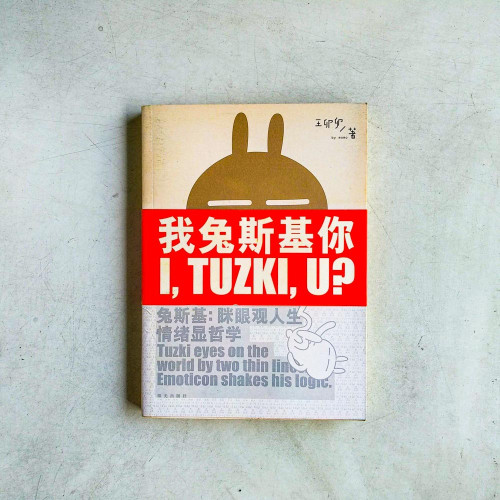 王卯卯/著
我兔斯基你
I, TUZKI, U?
兔斯基:眯眼观人生
情绪显哲学
Tuzki eyes on the
world by two thin line
Emoticon shakes his logic.